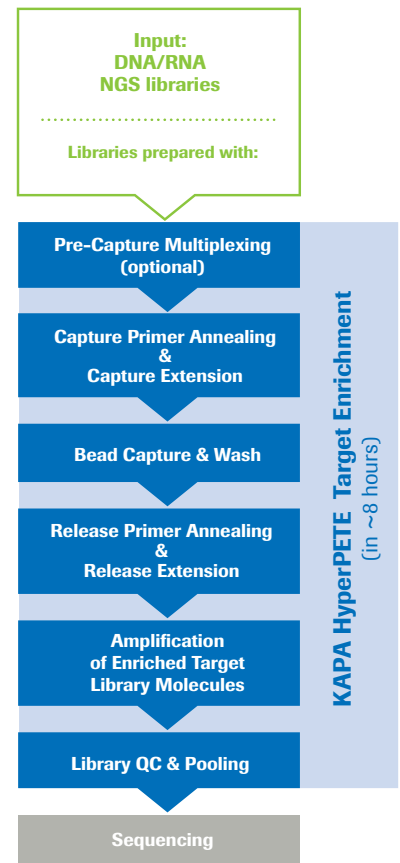 Input:
DNA/RNA
NGS libraries
....................................
Libraries prepared with:
Pre-Capture Multiplexing
(optional)
Capture Primer Annealing
&
Capture Extension
Bead Capture & Wash
Release Primer Annealing
&
Release Extension
Amplification
of Enriched Target
Library Molecules
Library QC & Pooling
KAPA HyperPETE Target Enrichment
(in ~8 hours)
Sequencing